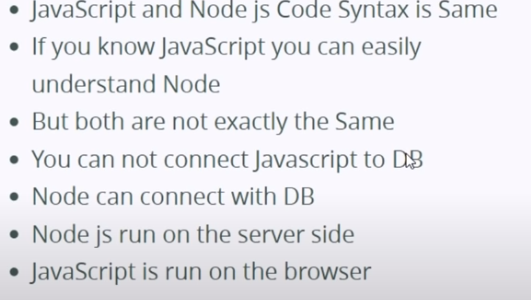 • JavaScript and Node js Code Syntax is Same
• If you know JavaScript you can easily
understand Node
• But both are not exactly the Same
• You can not connect Javascript to DB
• Node can connect with DB
• Node js run on the server side
• JavaScript is run on the browser